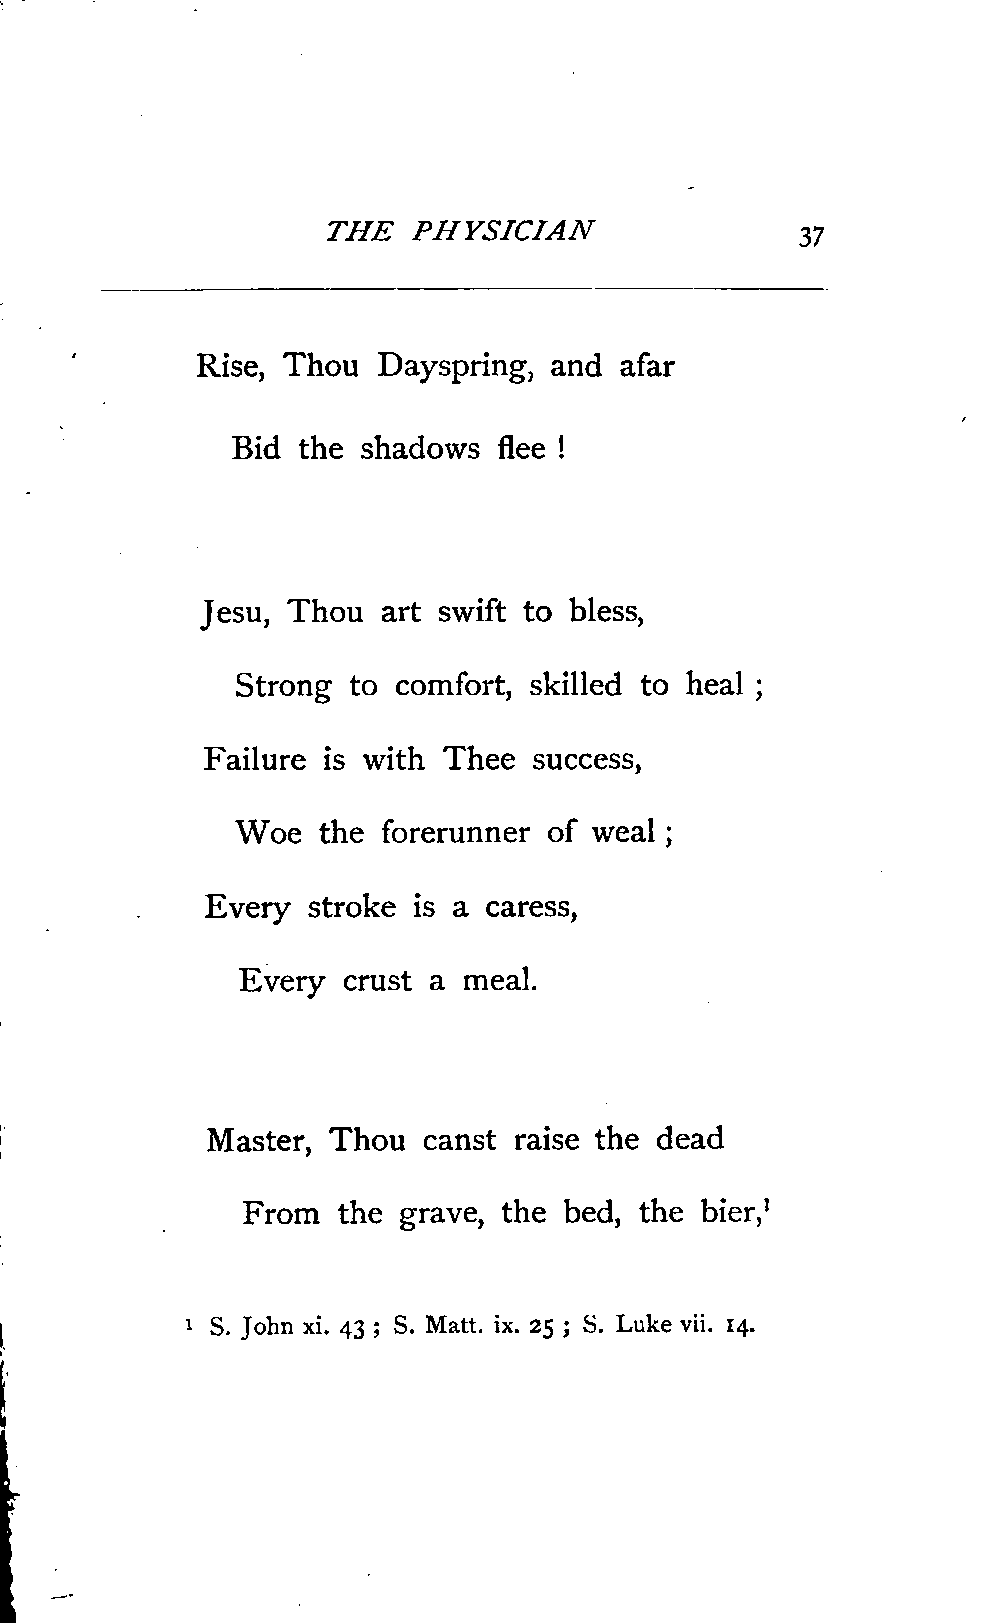 THE PHYSICIAN 37
Rise, Thou Dayspring, and afar
Bid the shadows flee !
Jesu, Thou art swift to bless,
Strong to comfort, skilled to heal ;
Failure is with Thee success,
Woe the forerunner of weal ;
Every stroke is a caress,
Every crust a meal.
Master, Thou canst raise the dead
From the grave, the bed, the bier,¹
¹ S. John xi. 43 ; S. Matt. ix. 25 ; S. Luke vii. 14.